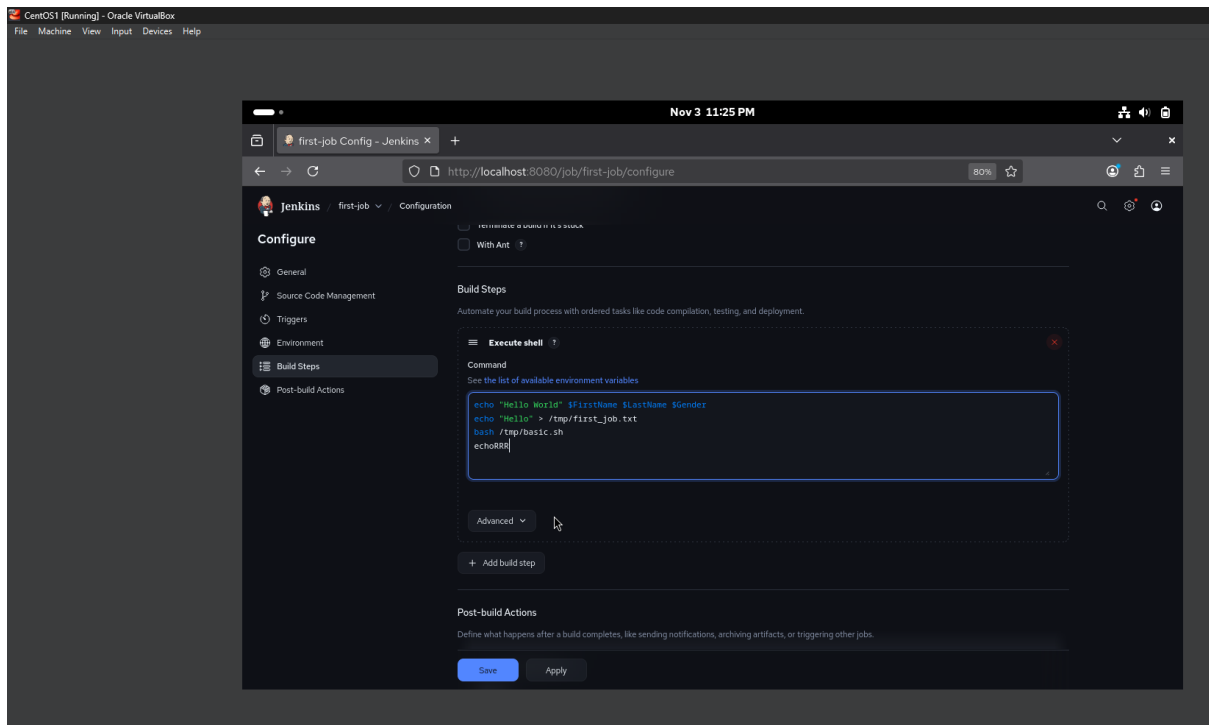 CentOS1 [Running] - Oracle VirtualBox
File Machine View Input Devices Help
Nov 3 11:25 PM
first-job Config - Jenkins
http://localhost:8080/job/first-job/configure
80%
Jenkins / first-job / Configuration
Configure
General
Source Code Management
Triggers
Environment
Build Steps
Post-build Actions
Terminate a build if it's stuck
With Ant ?
Build Steps
Automate your build process with ordered tasks like code compilation, testing, and deployment.
Execute shell ?
Command
See the list of available environment variables
echo "Hello World" $FirstName $LastName $Gender
echo "Hello" > /tmp/first_job.txt
bash /tmp/basic.sh
echoRRR
Advanced
+ Add build step
Post-build Actions
Define what happens after a build completes, like sending notifications, archiving artifacts, or triggering other jobs.
Save
Apply